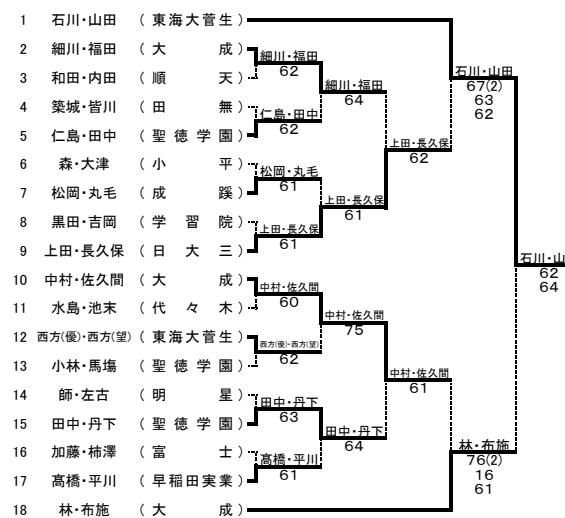 1 石川・山田 (東海大菅生)
2 細川・福田 (大成)
3 和田・内田 (順天)
4 築城・皆川 (田無)
5 仁島・田中 (聖徳学園)
6 森・大津 (小平)
7 松岡・丸毛 (成蹊)
8 黒田・吉岡 (学習院)
9 上田・長久保 (日大三)
10 中村・佐久間 (大成)
11 水島・池末 (代々木)
12 西方(優)・西方(望) (東海大菅生)
13 小林・馬塲 (聖徳学園)
14 師・左古 (明星)
15 田中・丹下 (聖徳学園)
16 加藤・柿澤 (富士)
17 髙橋・平川 (早稲田実業)
18 林・布施 (大成)
細川・福田
62
仁島・田中
62
松岡・丸毛
61
上田・長久保
61
中村・佐久間
60
西方(優)・西方(望)
62
田中・丹下
63
髙橋・平川
61
細川・福田
64
上田・長久保
61
中村・佐久間
75
田中・丹下
64
上田・長久保
62
中村・佐久間
61
石川・山田
67(2)
63
62
林・布施
76(2)
16
61
石川・山
62
64